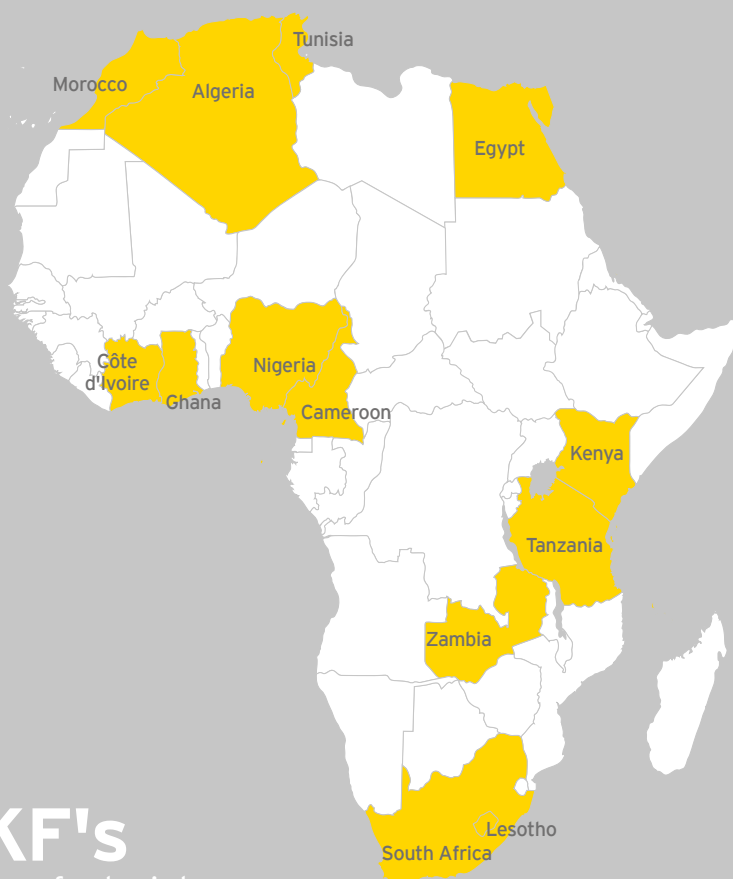 Tunisia
Morocco
Algeria
Egypt
Côte
d'Ivoire
Ghana
Nigeria
Cameroon
Kenya
Tanzania
Zambia
Lesotho
South Africa
KF's